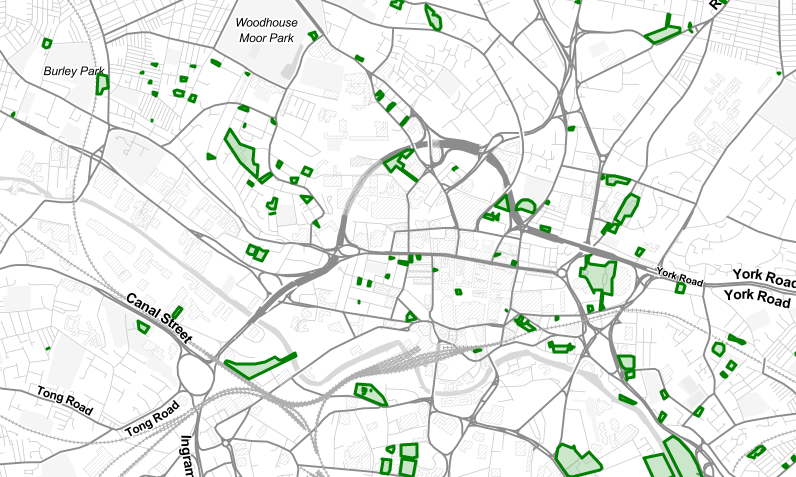 Woodhouse
Moor Park
R
Burley Park
York Road
York Road
York Road
Canal Street
Tong Road
Tong Road
Ingram